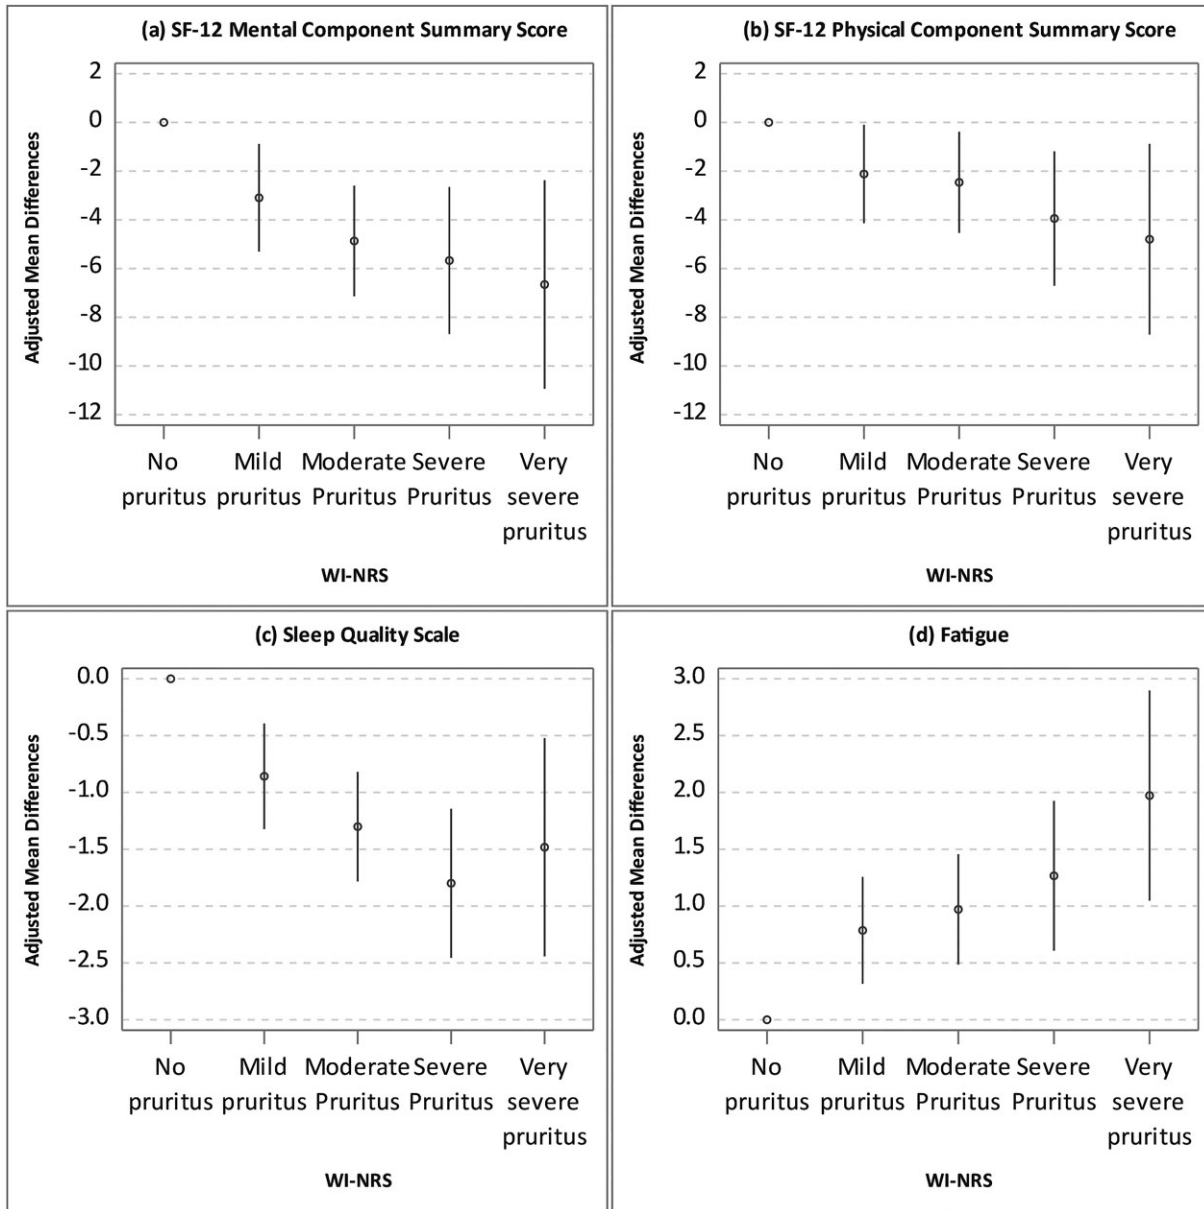 (a) SF-12 Mental Component Summary Score
Adjusted Mean Differences
2
0
-2
-4
-6
-8
-10
-12
No Mild Moderate Severe Very
pruritus pruritus Pruritus Pruritus severe
pruritus
WI-NRS
(b) SF-12 Physical Component Summary Score
Adjusted Mean Differences
2
0
-2
-4
-6
-8
-10
-12
No Mild Moderate Severe Very
pruritus pruritus Pruritus Pruritus severe
pruritus
WI-NRS
(c) Sleep Quality Scale
Adjusted Mean Differences
0.0
-0.5
-1.0
-1.5
-2.0
-2.5
-3.0
No Mild Moderate Severe Very
pruritus pruritus Pruritus Pruritus severe
pruritus
WI-NRS
(d) Fatigue
Adjusted Mean Differences
3.0
2.5
2.0
1.5
1.0
0.5
0.0
No Mild Moderate Severe Very
pruritus pruritus Pruritus Pruritus severe
pruritus
WI-NRS